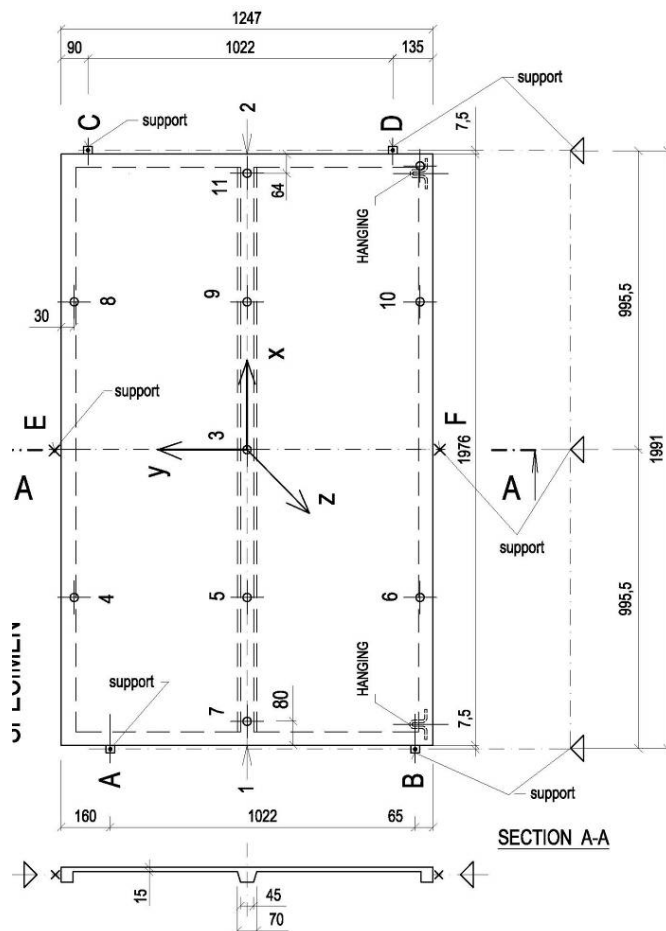 1247
90 1022 135
support
C 2 D
support
7,5
11
64
HANGING
8 9 10
30
995,5
x
support
E
3
F
1976
1991
y
A A
z
support
4 5 6
995,5
support
HANGING
7 80
7,5
A 1 B
support
160 1022 65
SECTION A-A
15
45
70